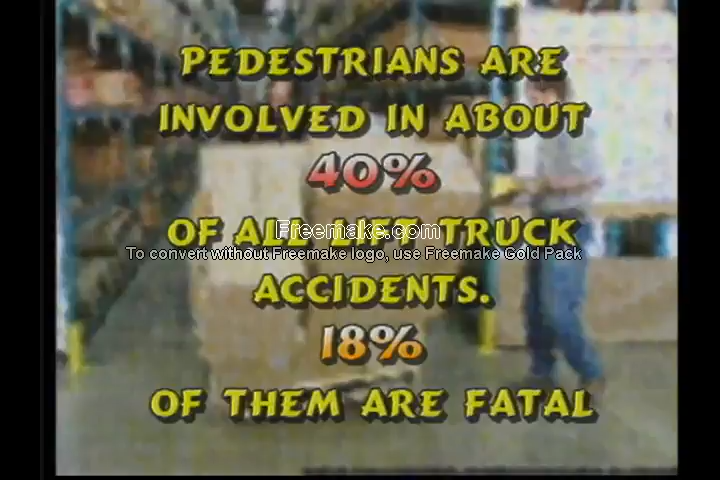 PEDESTRIANS ARE
INVOLVED IN ABOUT
40%
OF ALL LIFT TRUCK
Freemake.com
To convert without Freemake logo, use Freemake Gold Pack
ACCIDENTS.
18%
OF THEM ARE FATAL